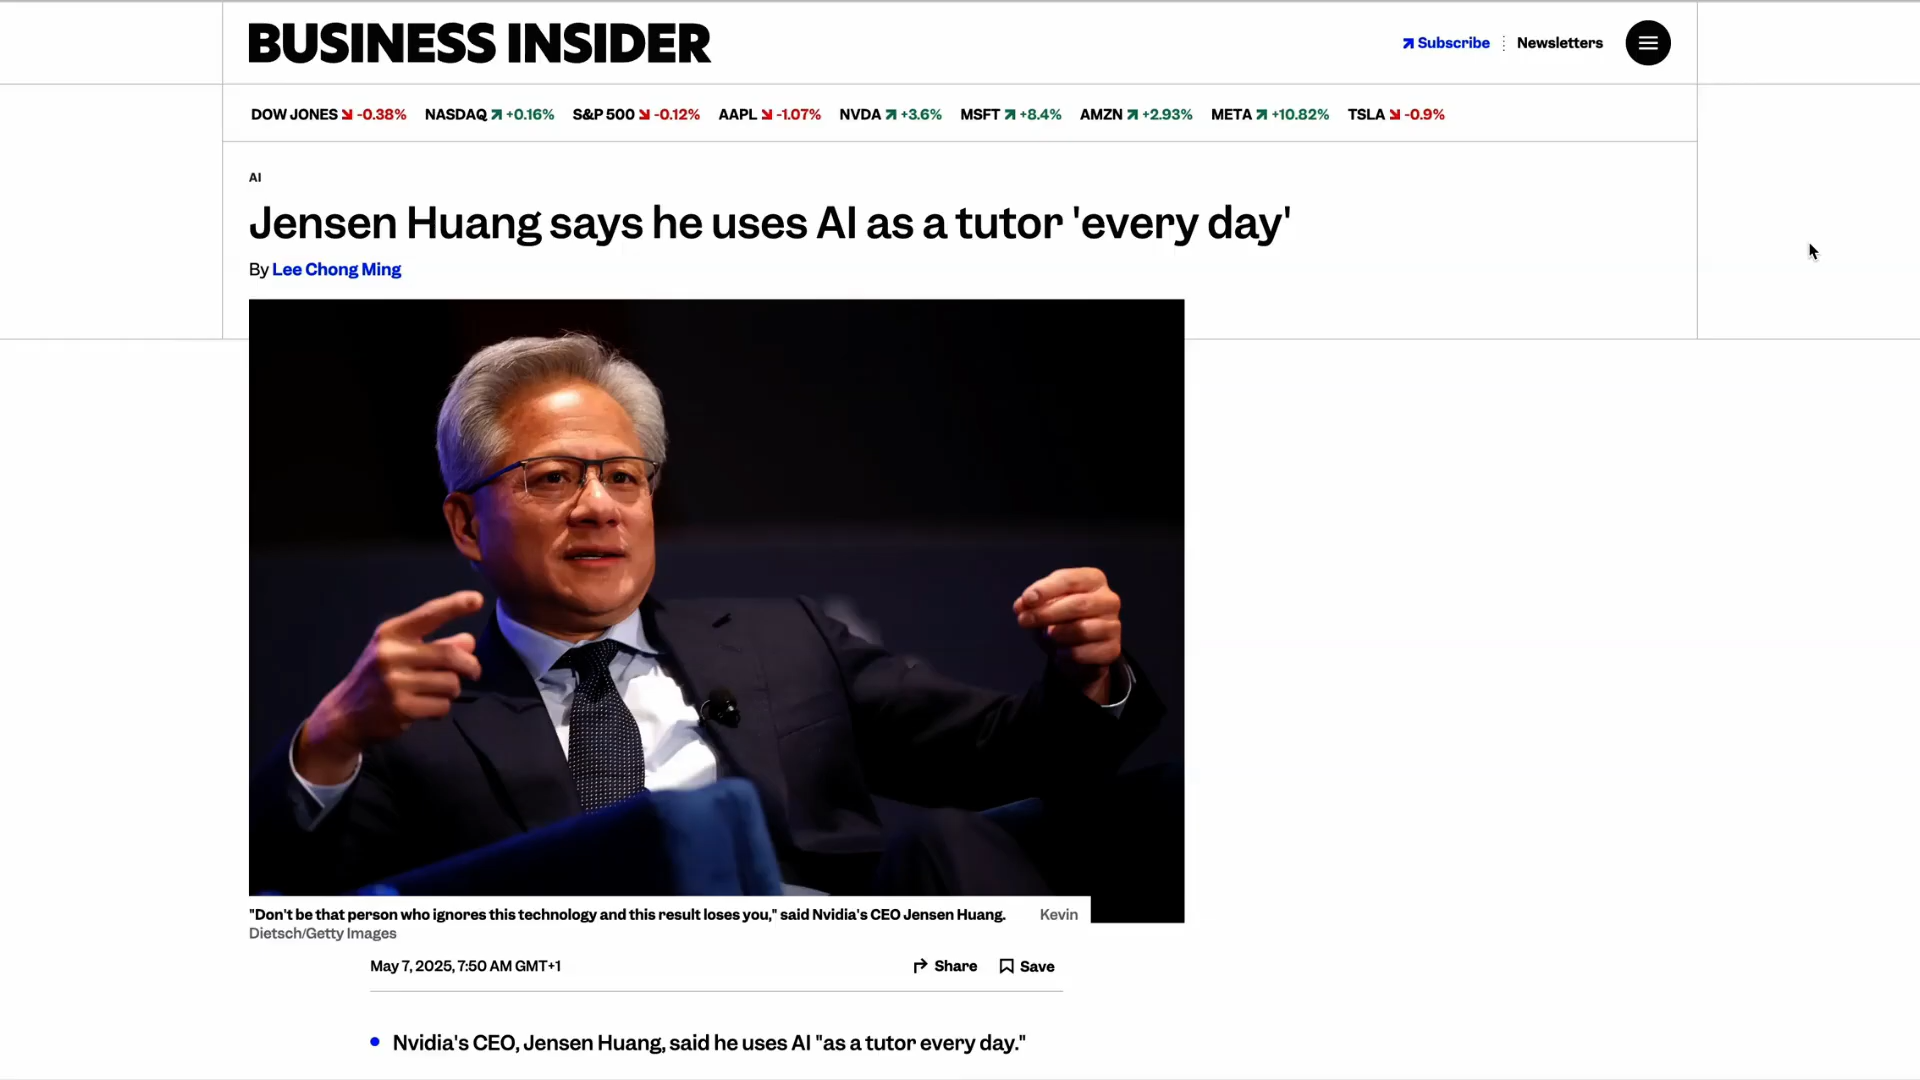 BUSINESS INSIDER
Subscribe
Newsletters
DOW JONES -0.38% NASDAQ +0.16% S&P 500 -0.12% AAPL -1.07% NVDA +3.6% MSFT +8.4% AMZN +2.93% META +10.82% TSLA -0.9%
AI
Jensen Huang says he uses AI as a tutor 'every day'
By Lee Chong Ming
"Don't be that person who ignores this technology and this result loses you," said Nvidia's CEO Jensen Huang. Kevin
Dietsch/Getty Images
May 7, 2025, 7:50 AM GMT+1
Share
Save
Nvidia's CEO, Jensen Huang, said he uses AI "as a tutor every day."